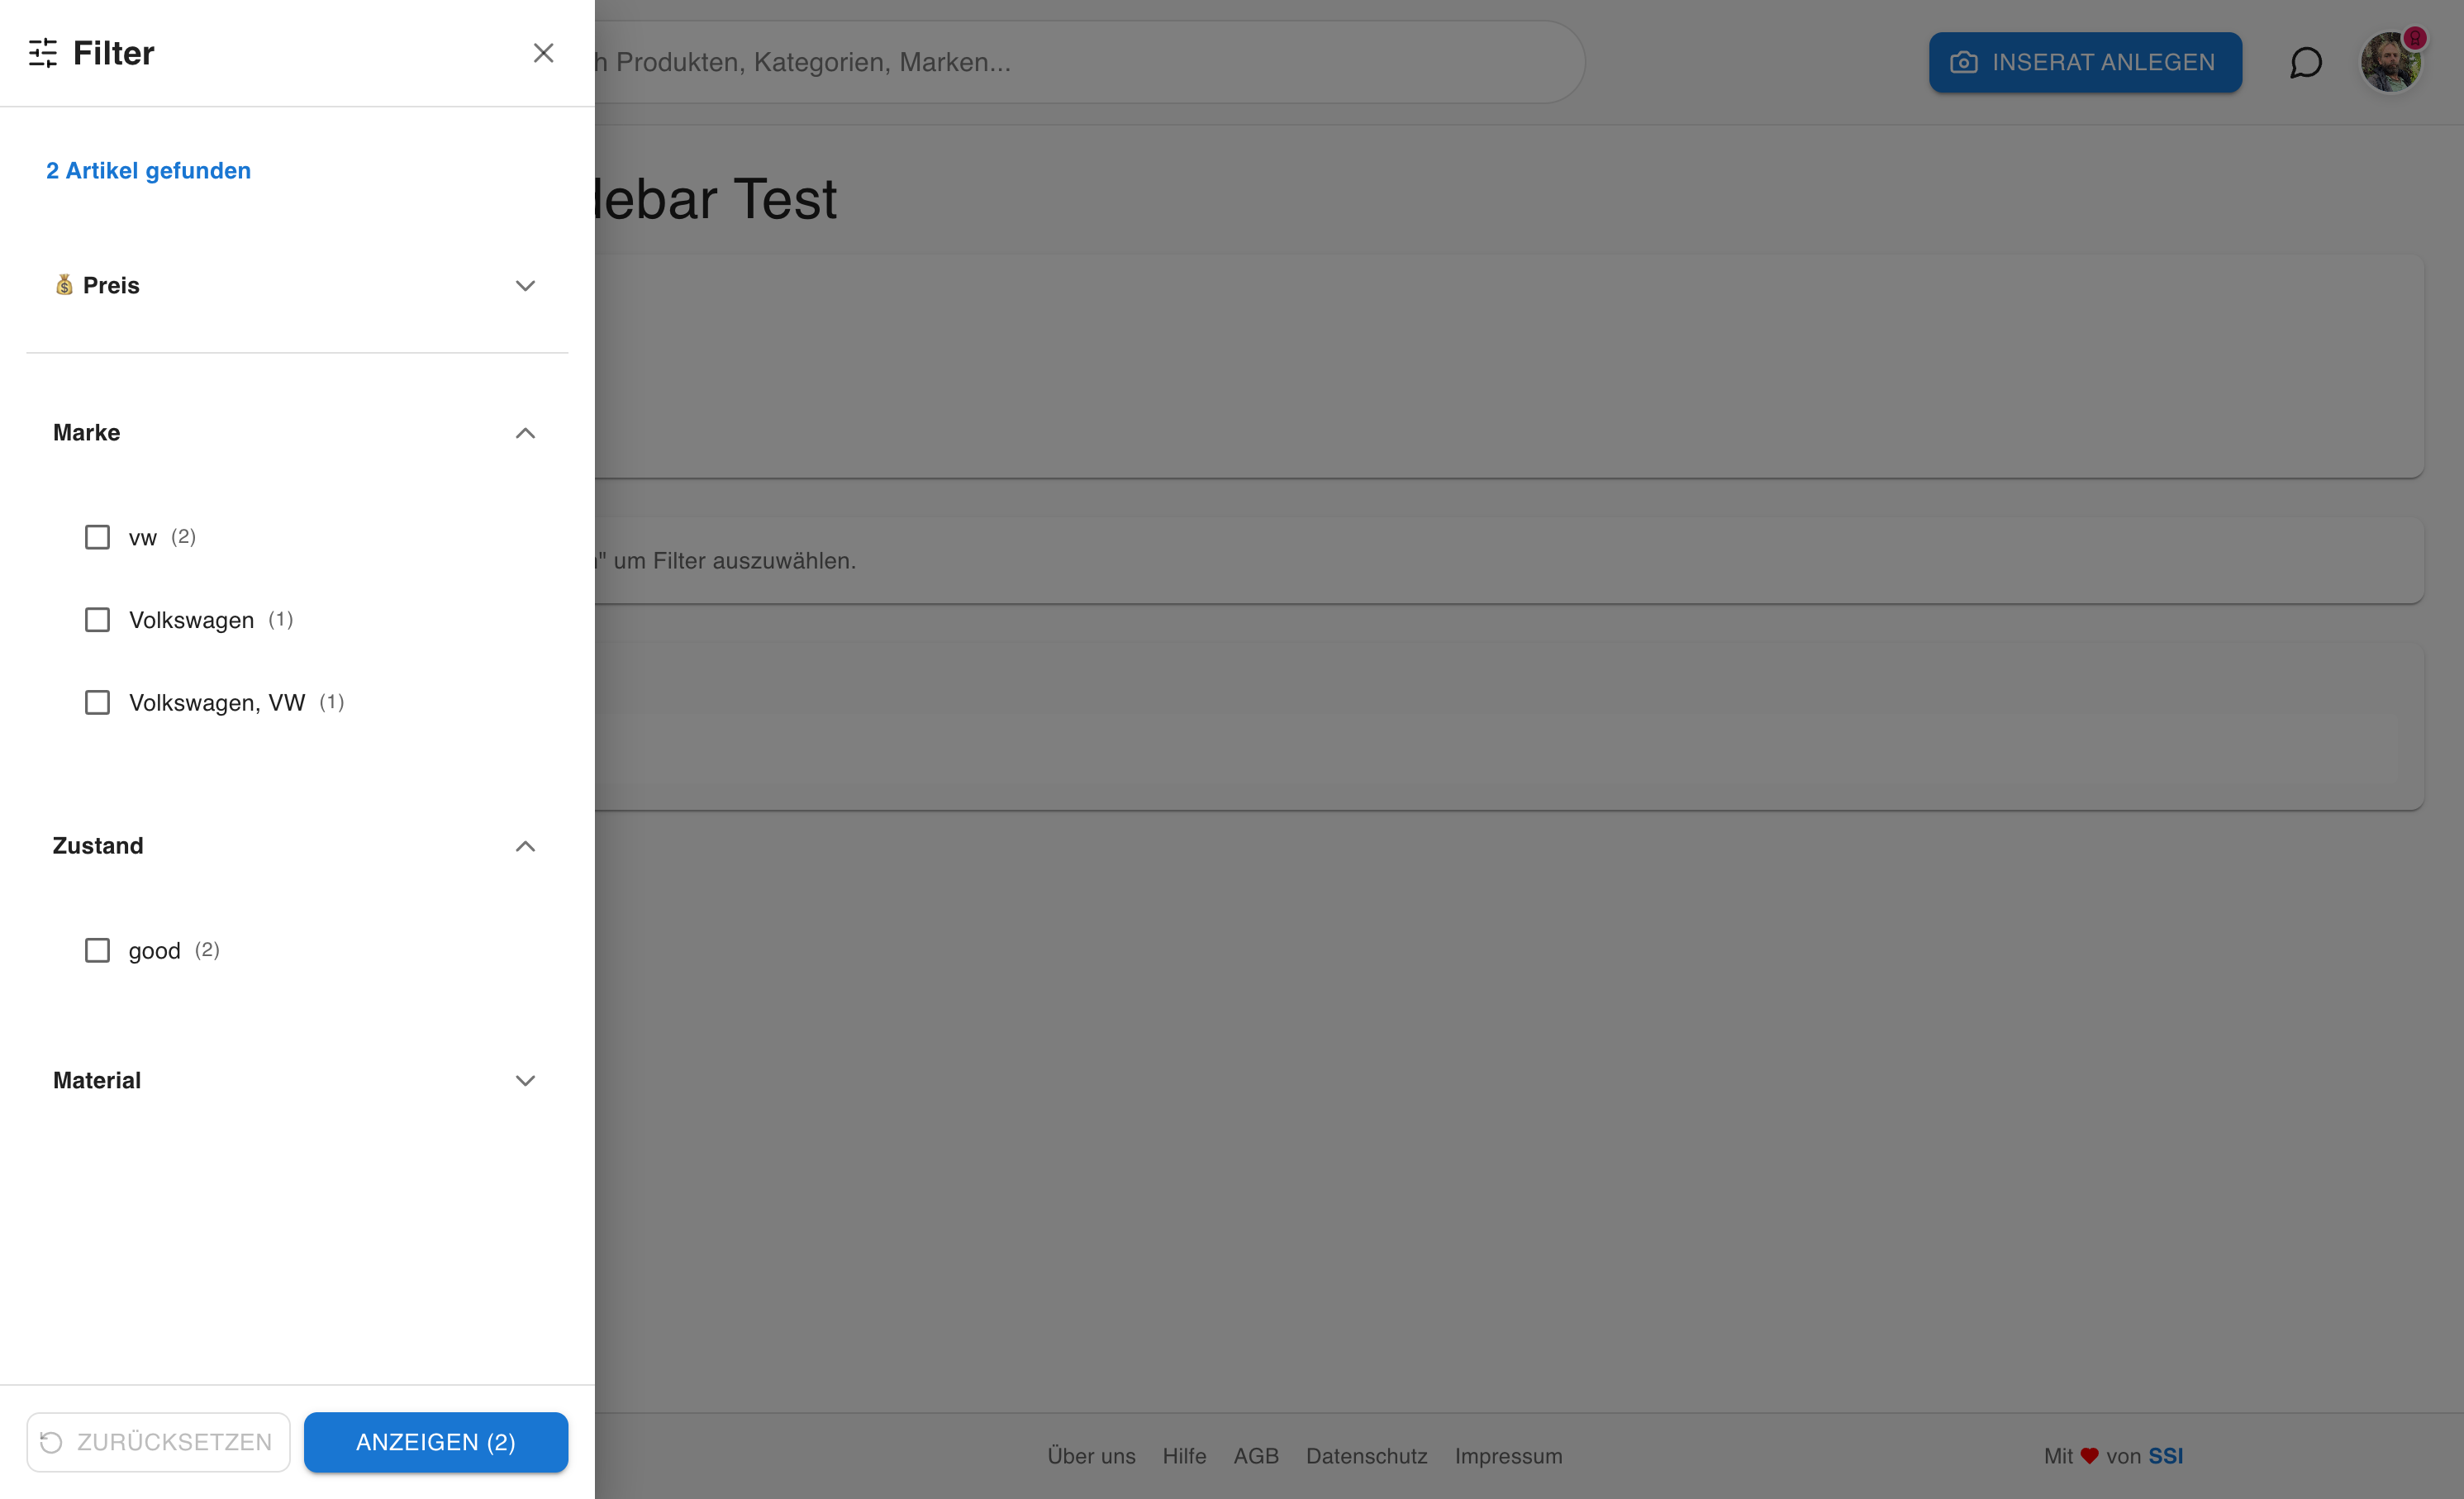 Filter
h Produkten, Kategorien, Marken...
INSERAT ANLEGEN
2 Artikel gefunden
debar Test
Preis
Marke
vw (2)
" um Filter auszuwählen.
Volkswagen (1)
Volkswagen, VW (1)
Zustand
good (2)
Material
ZURÜCKSETZEN
ANZEIGEN (2)
Über uns
Hilfe
AGB
Datenschutz
Impressum
Mit ❤ von SSI